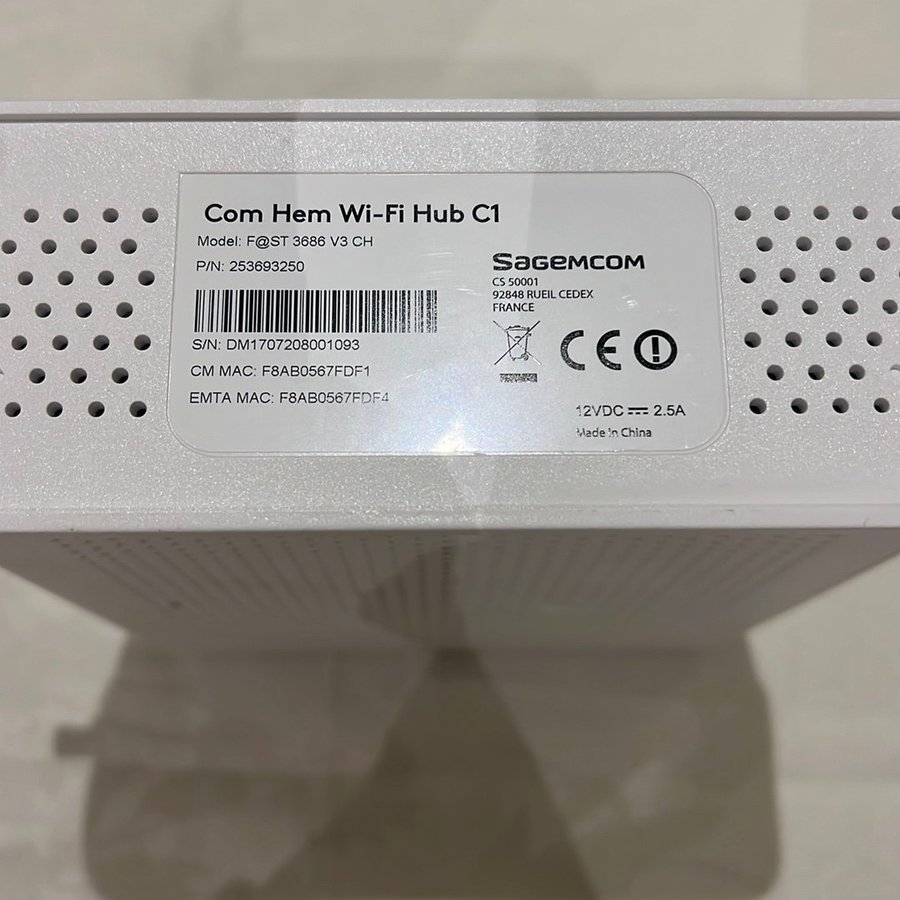 Com Hem Wi-Fi Hub C1
Model: F@ST 3686 V3 CH
P/N: 253693250
S/N: DM1707208001093
CM MAC: F8AB0567FDF1
EMTA MAC: F8AB0567FDF4
SAGEMCOM
CS 50001
92848 RUEIL CEDEX
FRANCE
CE
12VDC ⎓ 2.5A
Made in China